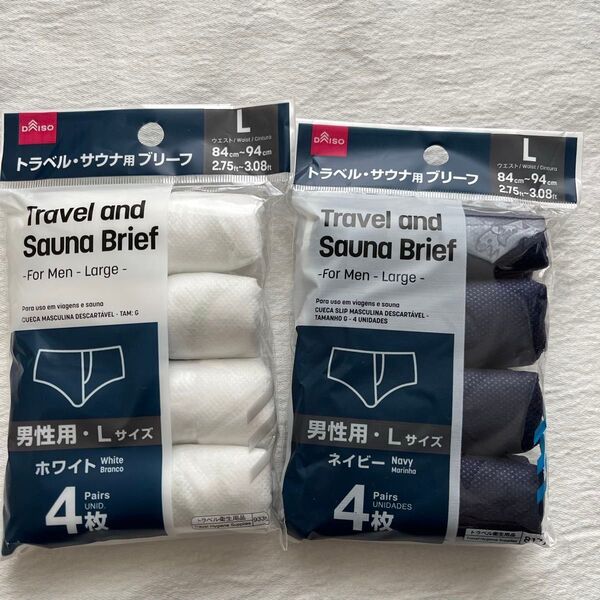 DAISO
L
ウエスト/Waist/Cintura
トラベル・サウナ用 ブリーフ
84cm~94cm
2.75ft~3.08ft
Travel and
Sauna Brief
-For Men - Large -
Para uso em viagens e sauna
CUECA MASCULINA DESCARTÁVEL - TAM: G
男性用・Lサイズ
ホワイト White
Branco
4枚 Pairs
UNID.
トラベル衛生用品
Travel Hygiene Supplies
DAISO
L
ウエスト/Waist/Cintura
トラベル・サウナ用 ブリーフ
84cm~94cm
2.75ft~3.08ft
Travel and
Sauna Brief
-For Men - Large -
Para uso em viagens e sauna
CUECA SLIP MASCULINA DESCARTÁVEL -
TAMANHO G - 4 UNIDADES
男性用・Lサイズ
ネイビー Navy
Marinha
4枚 Pairs
UNIDADES
トラベル衛生用品
Travel Hygiene Supplies